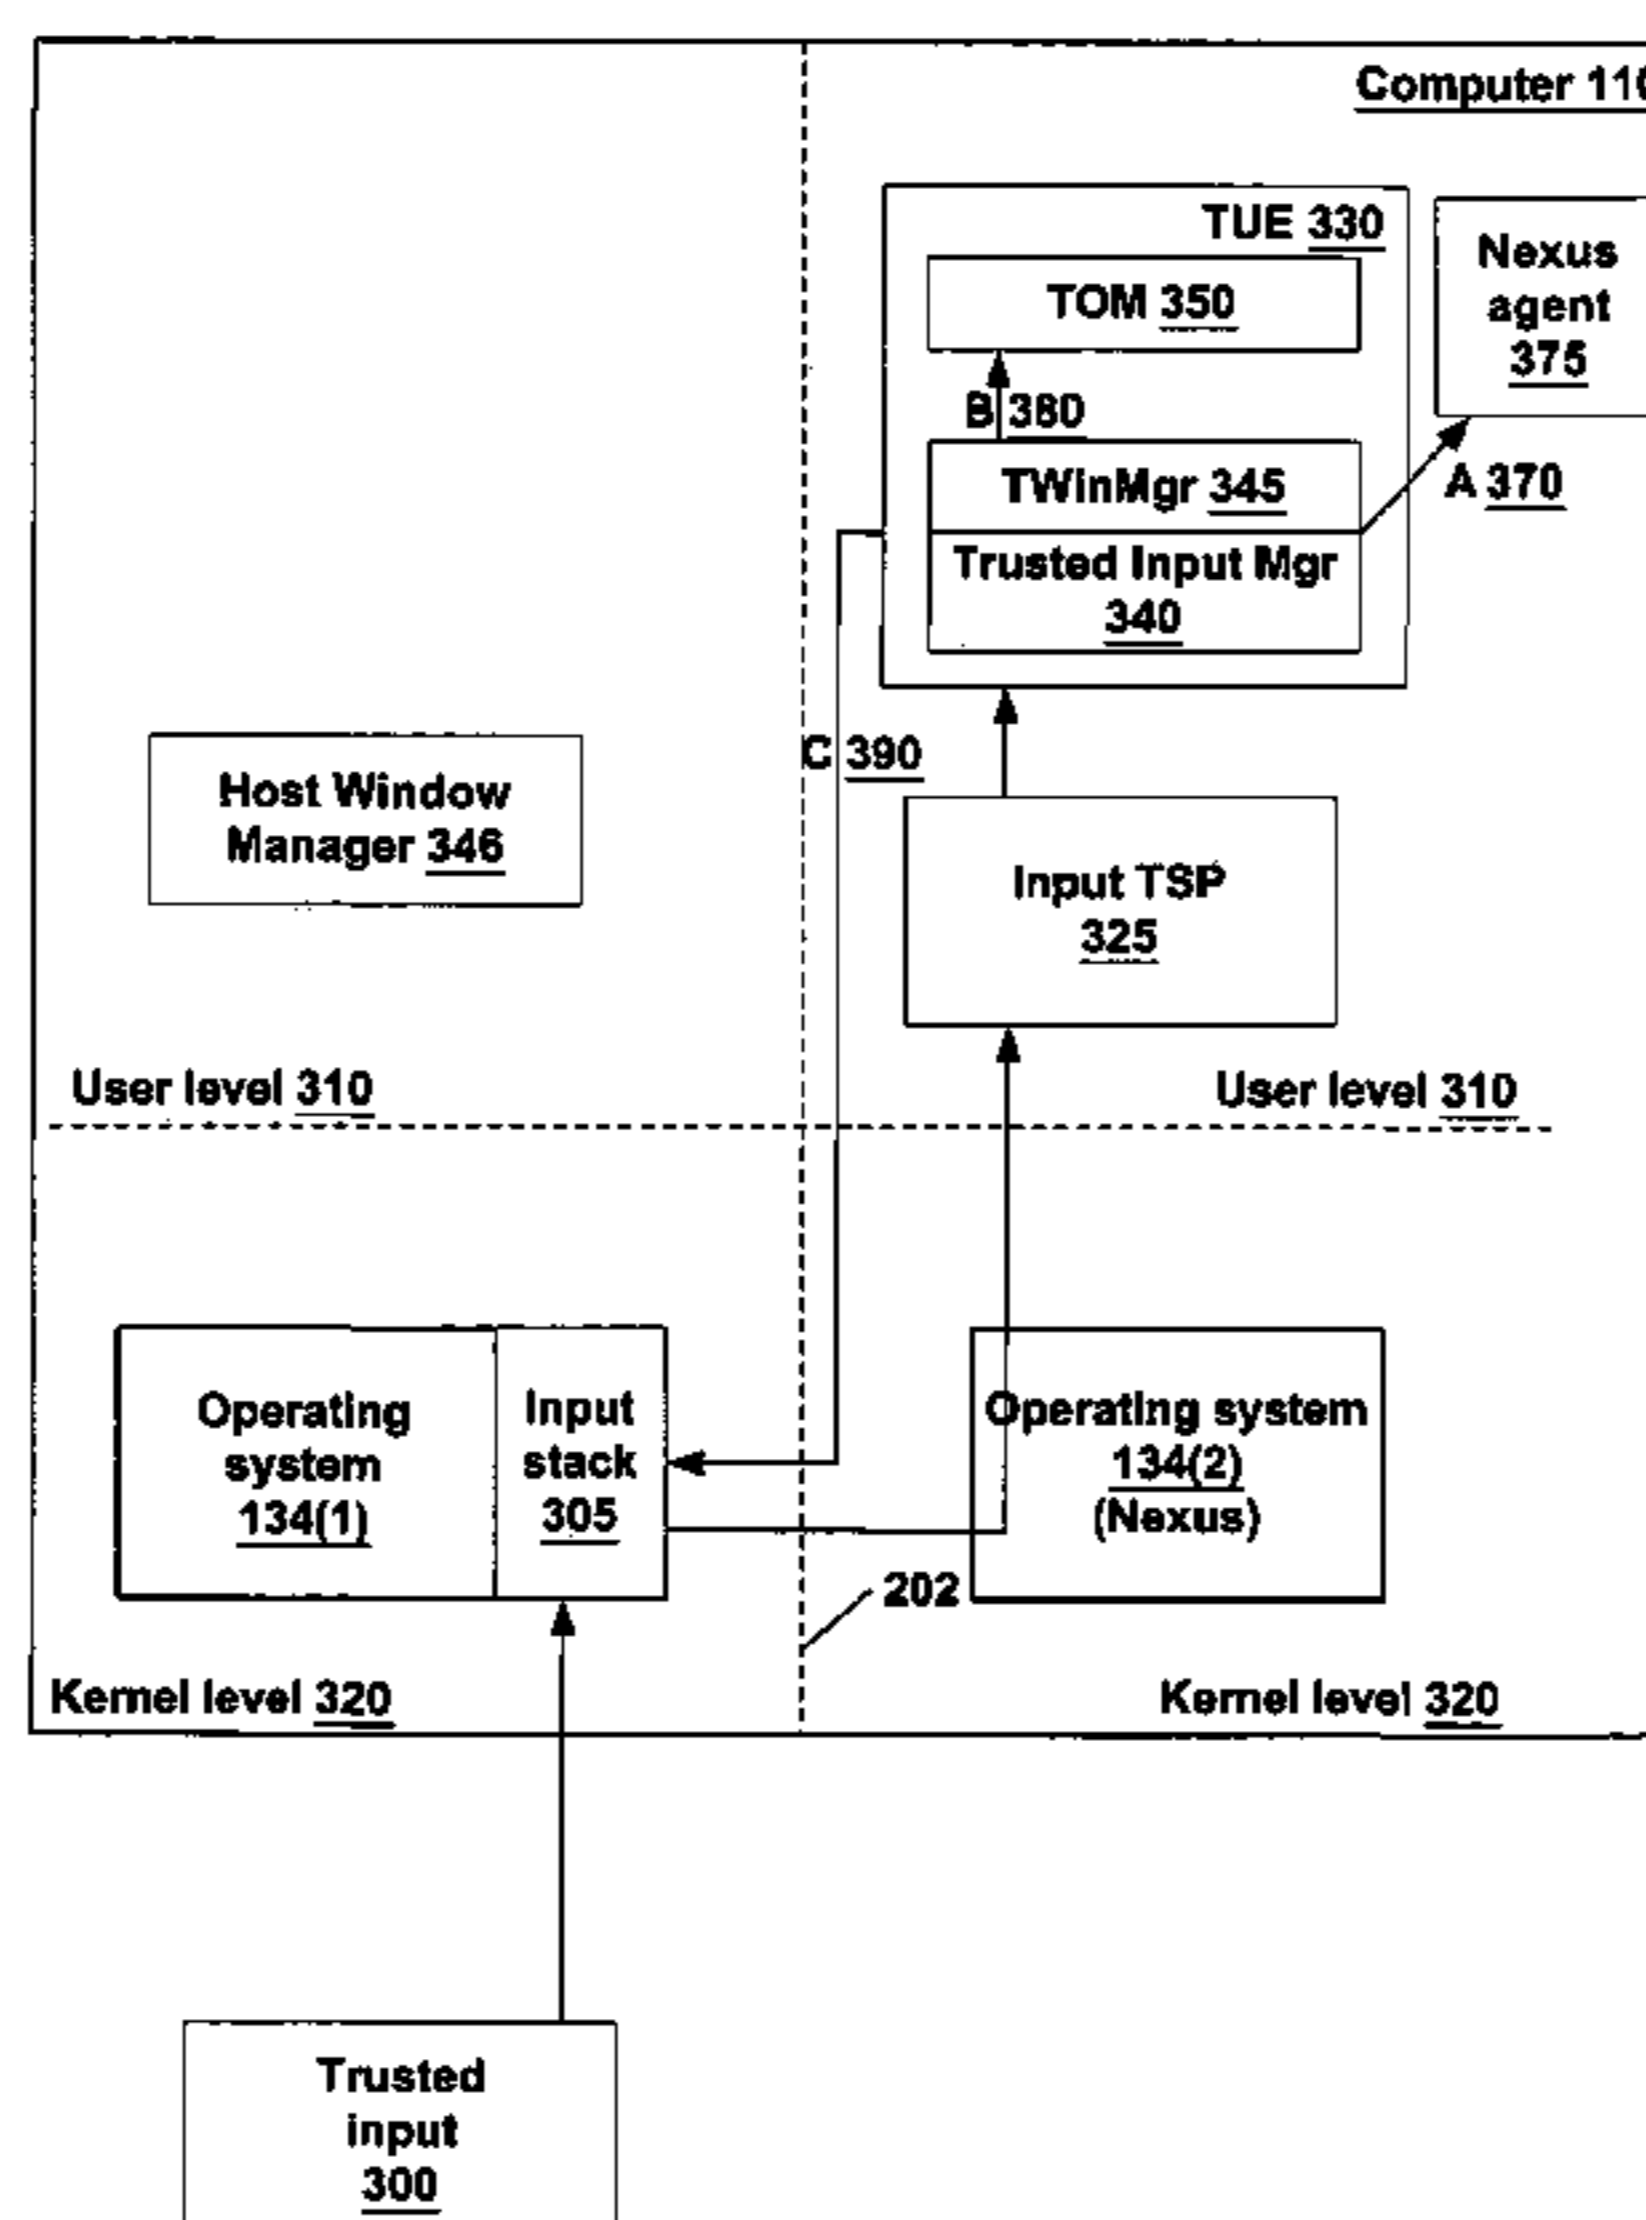 Computer 110
TUE 330
TOM 350
Nexus
agent
375
B 380
TWinMgr 345
A 370
Trusted Input Mgr
340
C 390
Host Window
Manager 346
Input TSP
325
User level 310
User level 310
Operating
system
134(1)
Input
stack
305
Operating system
134(2)
(Nexus)
202
Kernel level 320
Kernel level 320
Trusted
input
300